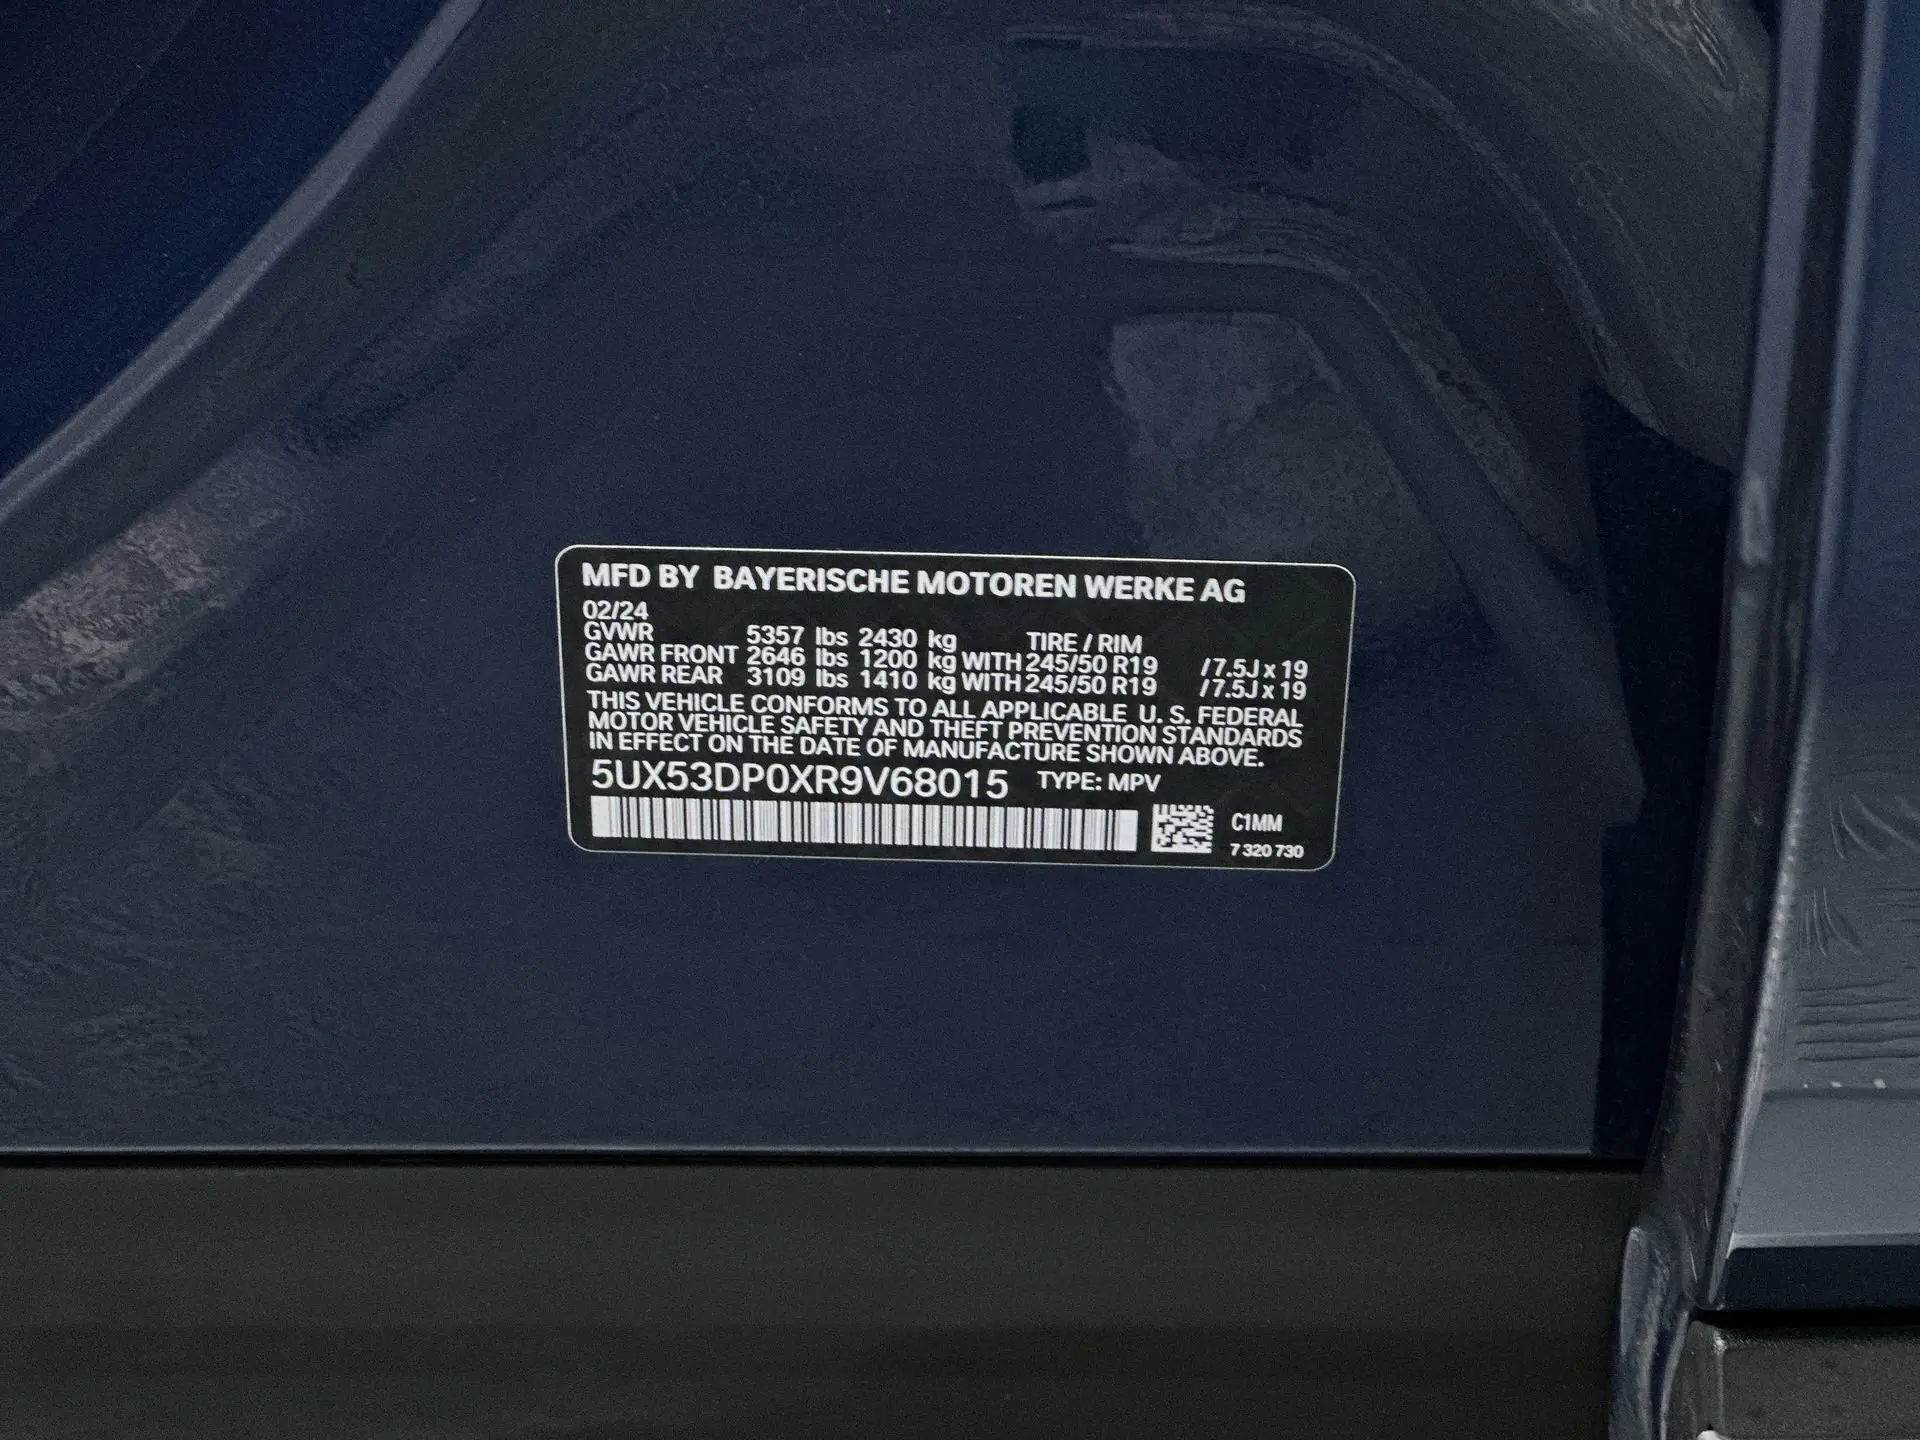 MFD BY BAYERISCHE MOTOREN WERKE AG
02/24
GVWR 5357 lbs 2430 kg TIRE / RIM
GAWR FRONT 2646 lbs 1200 kg WITH 245/50 R19 /7.5J x 19
GAWR REAR 3109 lbs 1410 kg WITH 245/50 R19 /7.5J x 19
THIS VEHICLE CONFORMS TO ALL APPLICABLE U. S. FEDERAL
MOTOR VEHICLE SAFETY AND THEFT PREVENTION STANDARDS
IN EFFECT ON THE DATE OF MANUFACTURE SHOWN ABOVE.
5UX53DP0XR9V68015 TYPE: MPV
C1MM
7 320 730